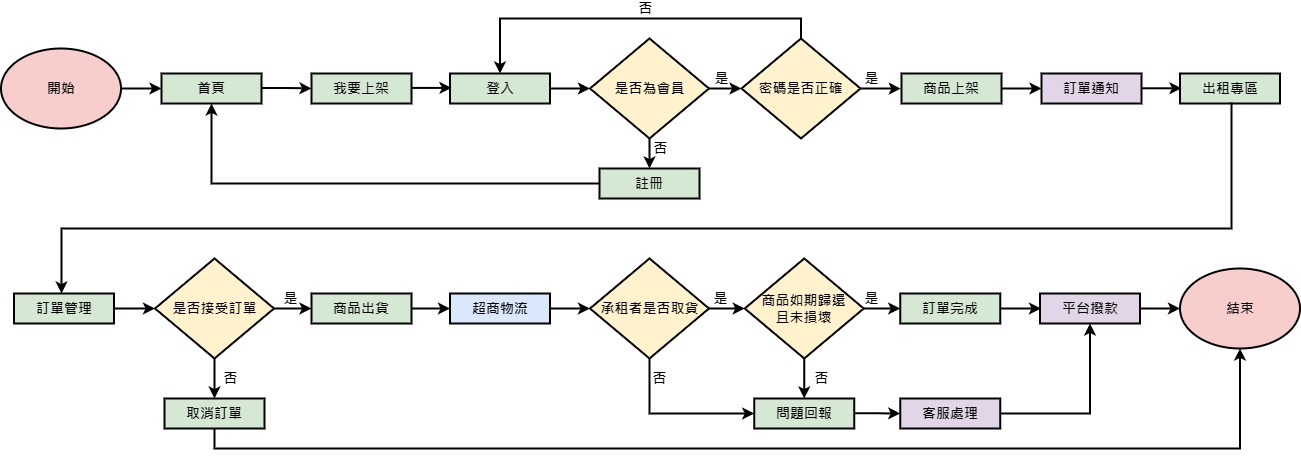 否
開始
首頁
我要上架
登入
是否為會員
是
密碼是否正確
是
商品上架
訂單通知
出租專區
否
註冊
訂單管理
是否接受訂單
是
商品出貨
超商物流
承租者是否取貨
是
商品如期歸還
且未損壞
是
訂單完成
平台撥款
結束
否
否
否
取消訂單
問題回報
客服處理